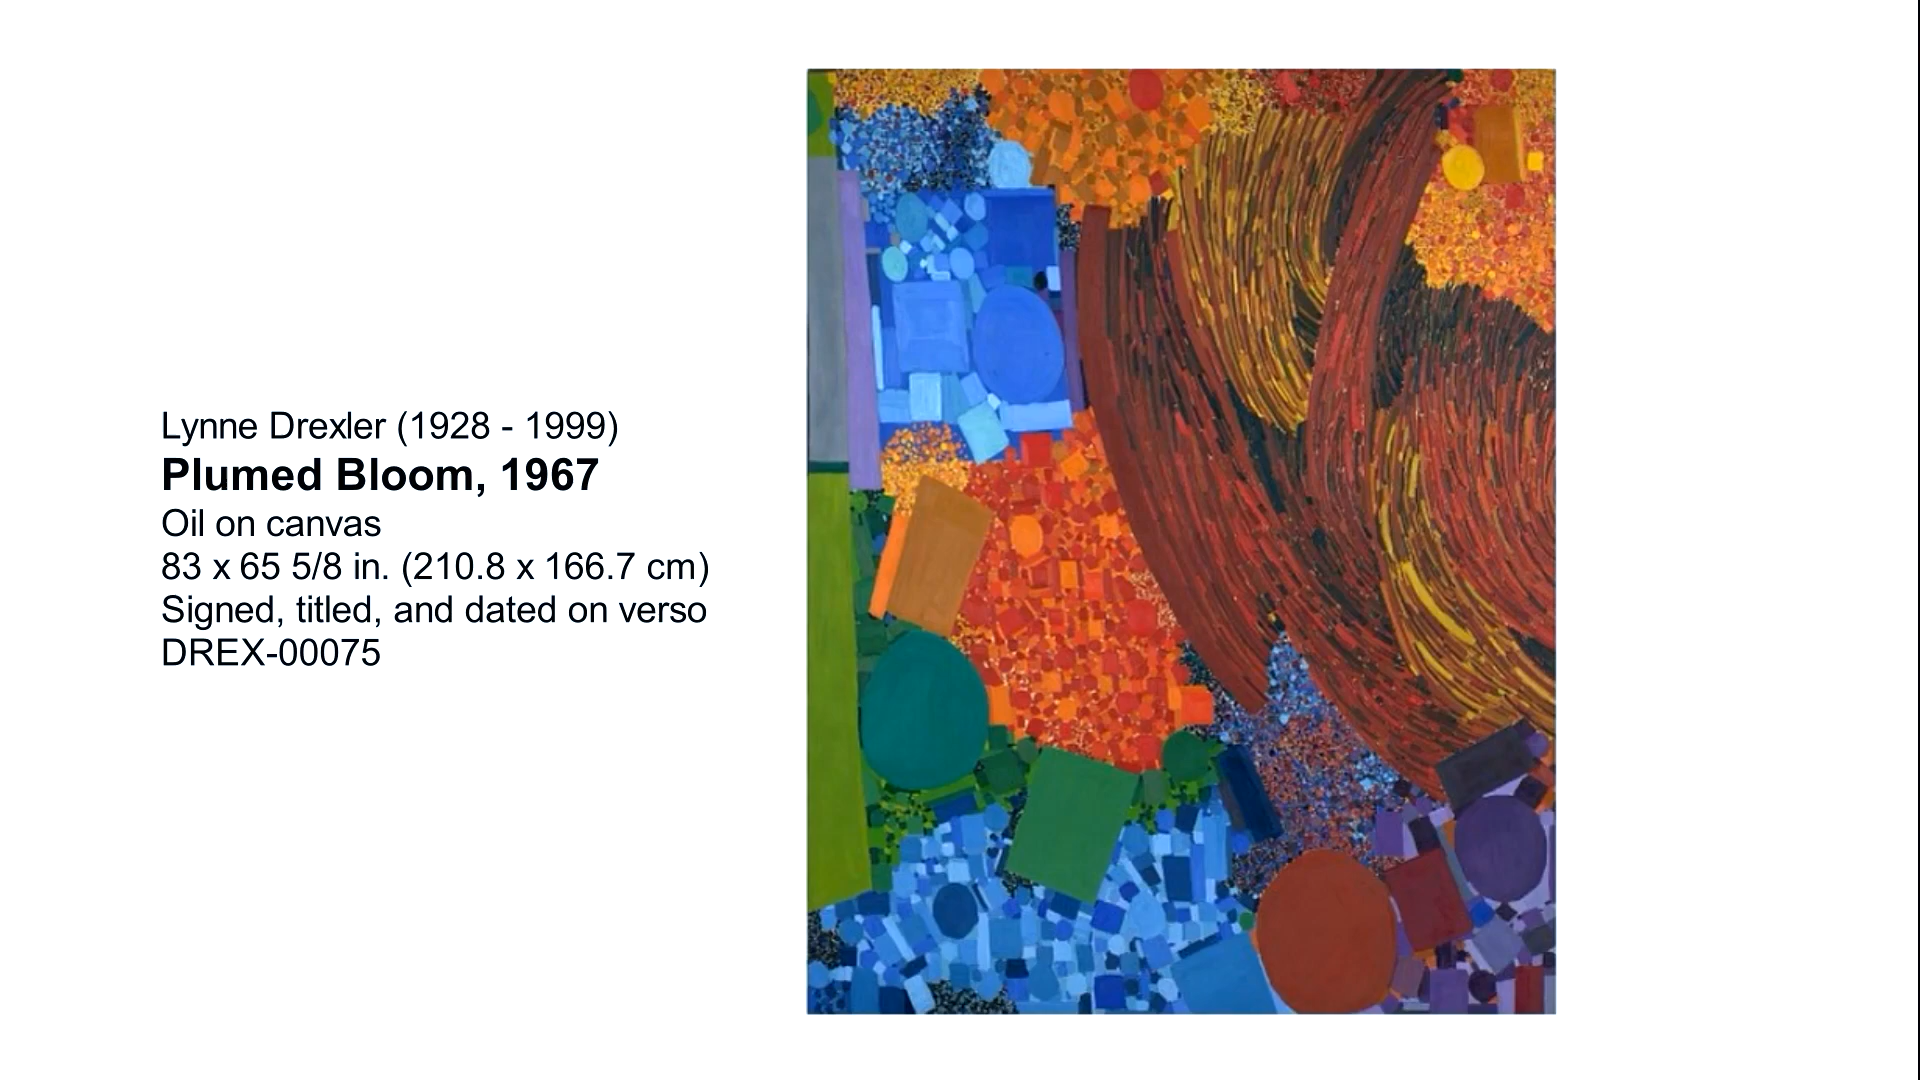 Lynne Drexler (1928 - 1999)
Plumed Bloom, 1967
Oil on canvas
83 x 65 5/8 in. (210.8 x 166.7 cm)
Signed, titled, and dated on verso
DREX-00075